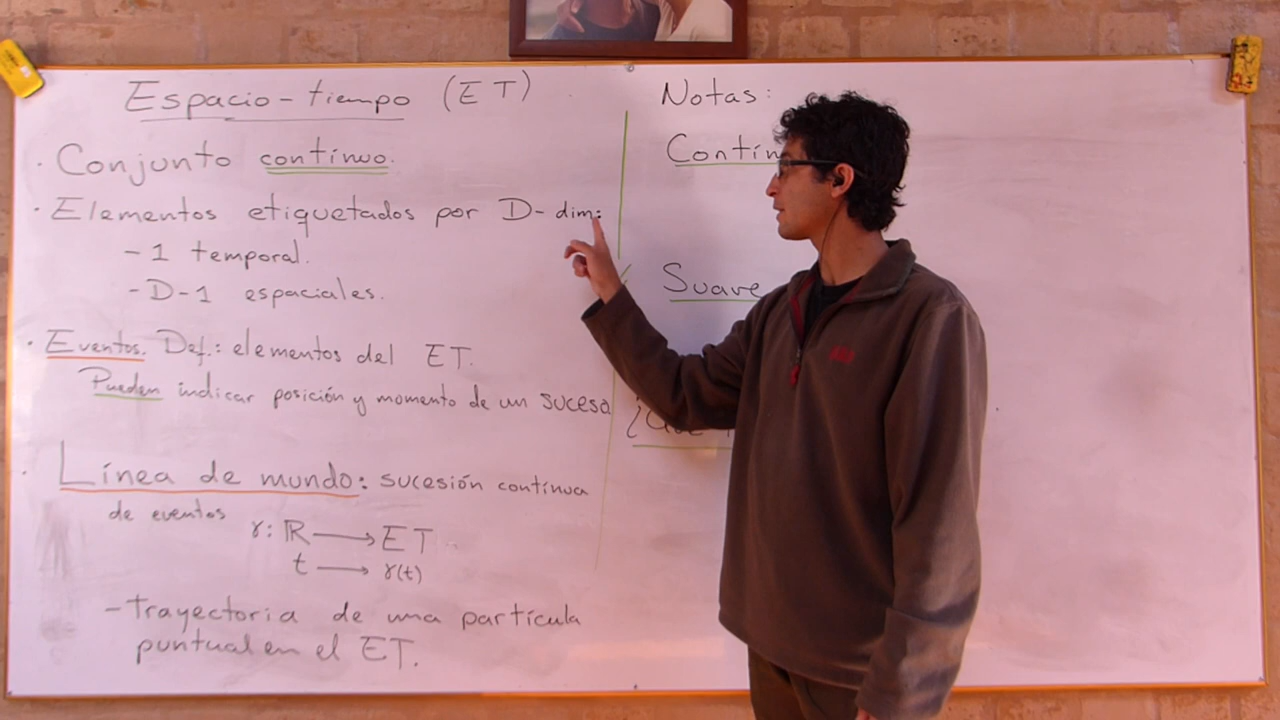 Espacio-tiempo (ET)
· Conjunto continuo.
· Elementos etiquetados por D-dim:
- 1 temporal.
- D-1 espaciales.
· Eventos. Def.: elementos del ET.
Pueden indicar posición y momento de un suceso
· Línea de mundo: sucesión continua
de eventos
γ: ℝ → ET
t → γ(t)
- trayectoria de una partícula
puntual en el ET.
Notas:
Contin
Suave